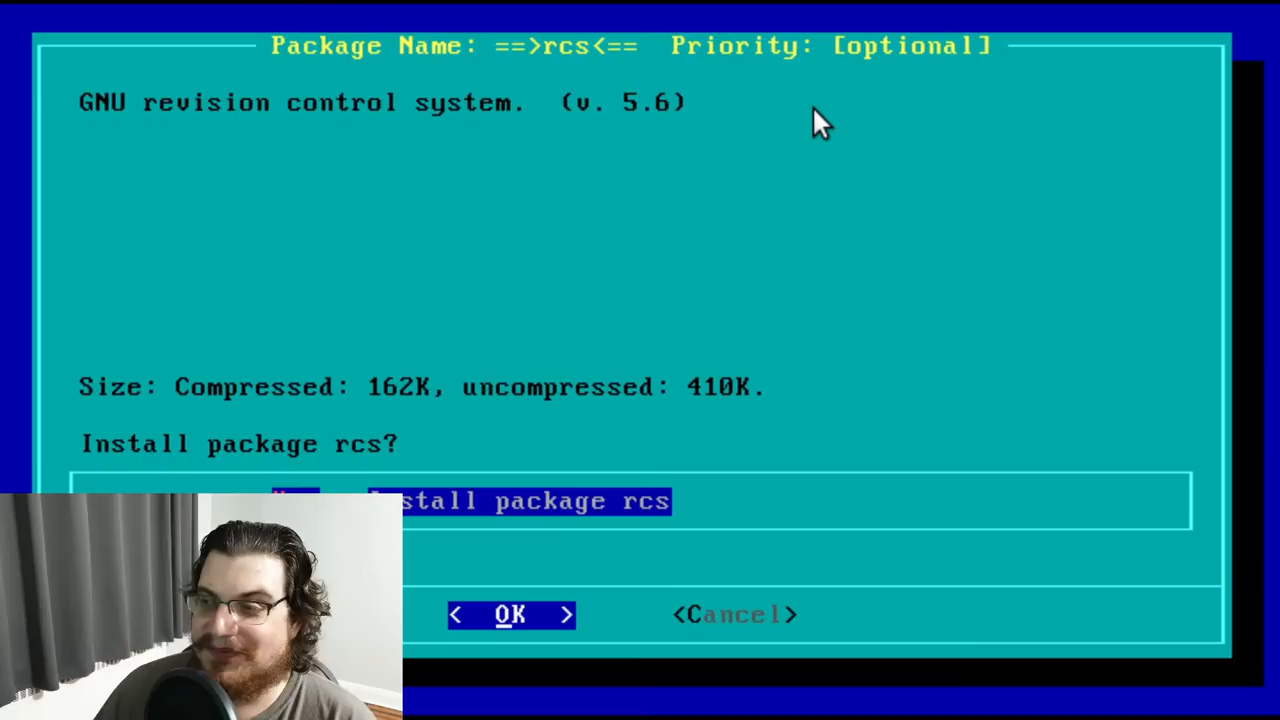 Package Name: ==>rcs<== Priority: [optional]
GNU revision control system. (v. 5.6)
Size: Compressed: 162K, uncompressed: 410K.
Install package rcs?
package rcs
< OK > <Cancel>